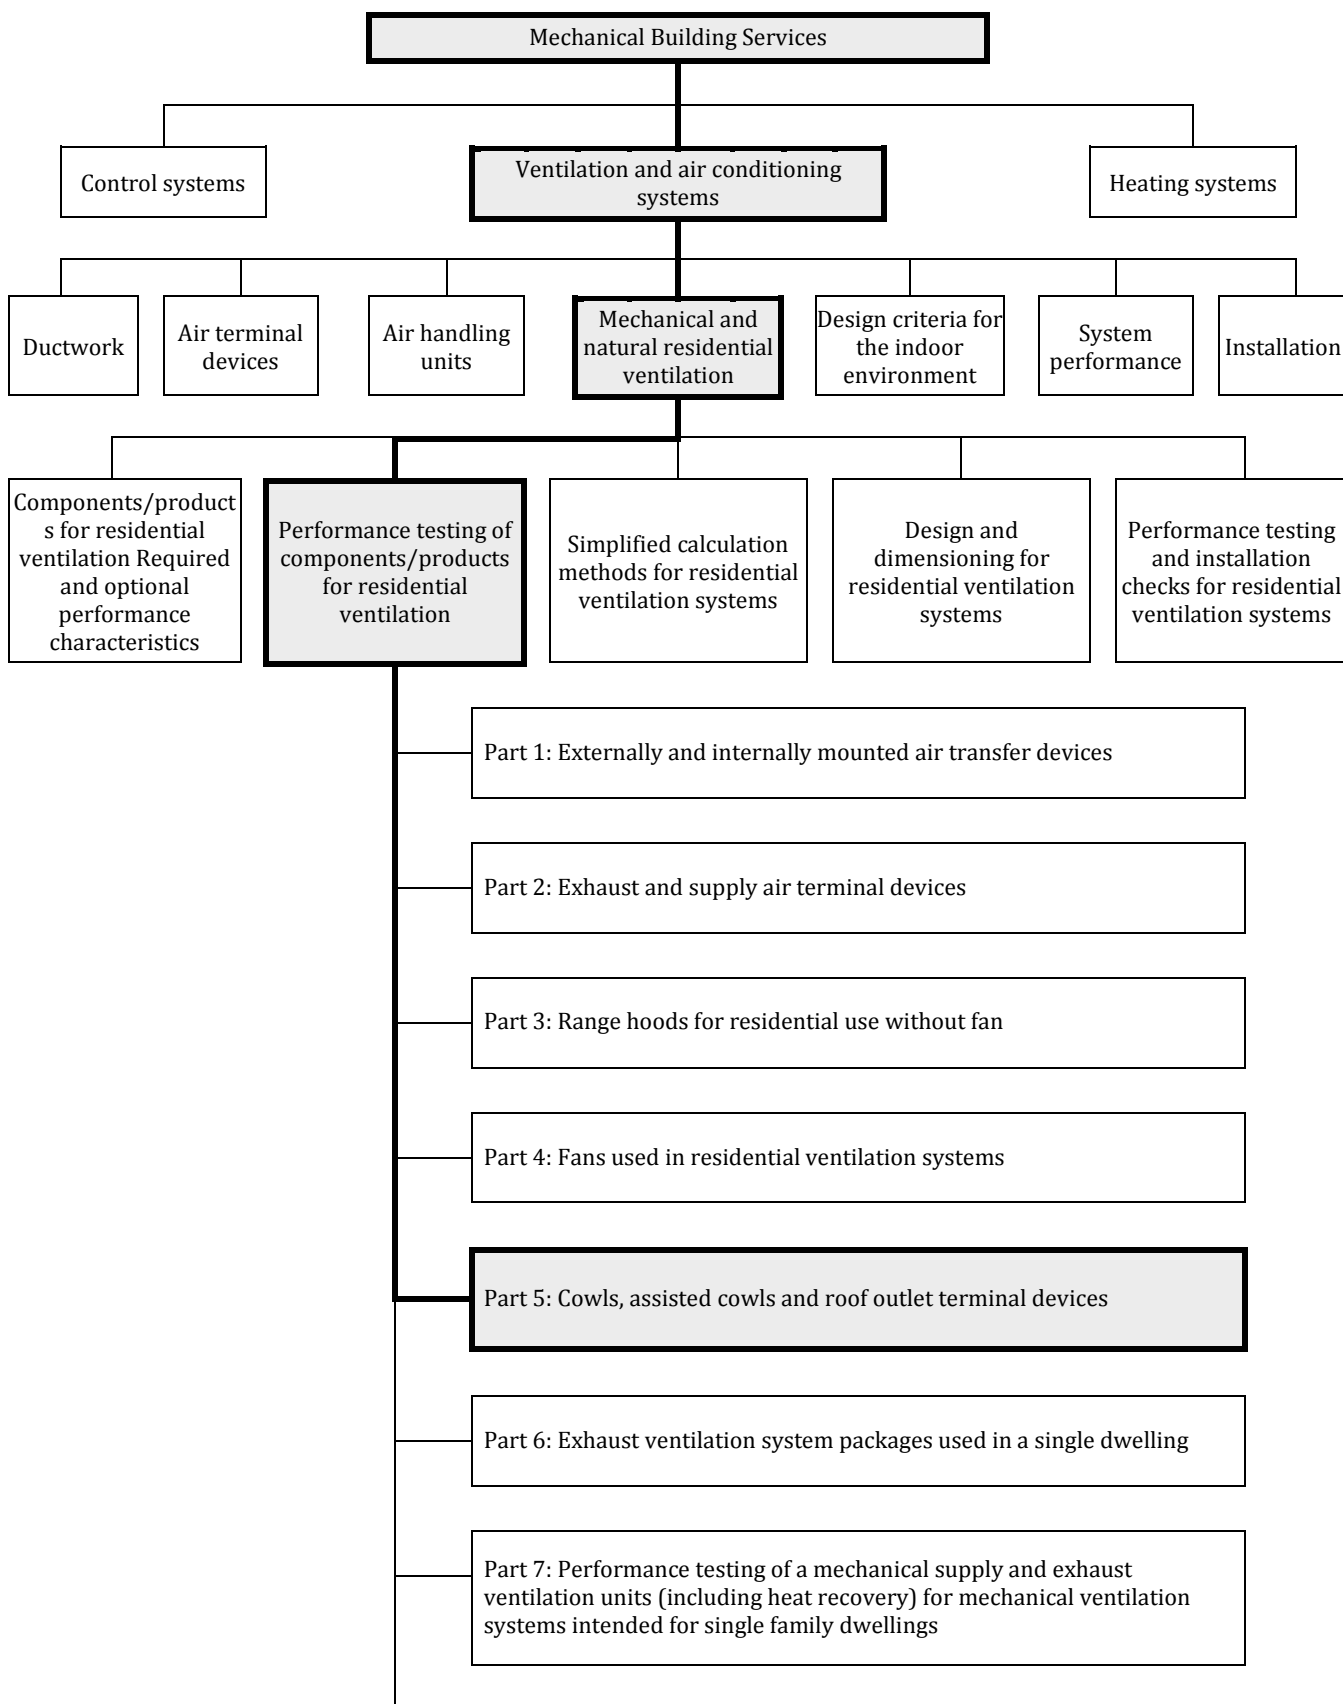 Mechanical Building Services
Control systems
Ventilation and air conditioning
systems
Heating systems
Ductwork
Air terminal
devices
Air handling
units
Mechanical and
natural residential
ventilation
Design criteria for
the indoor
environment
System
performance
Installation
Components/product
s for residential
ventilation Required
and optional
performance
characteristics
Performance testing of
components/products
for residential
ventilation
Simplified calculation
methods for residential
ventilation systems
Design and
dimensioning for
residential ventilation
systems
Performance testing
and installation
checks for residential
ventilation systems
Part 1: Externally and internally mounted air transfer devices
Part 2: Exhaust and supply air terminal devices
Part 3: Range hoods for residential use without fan
Part 4: Fans used in residential ventilation systems
Part 5: Cowls, assisted cowls and roof outlet terminal devices
Part 6: Exhaust ventilation system packages used in a single dwelling
Part 7: Performance testing of a mechanical supply and exhaust
ventilation units (including heat recovery) for mechanical ventilation
systems intended for single family dwellings